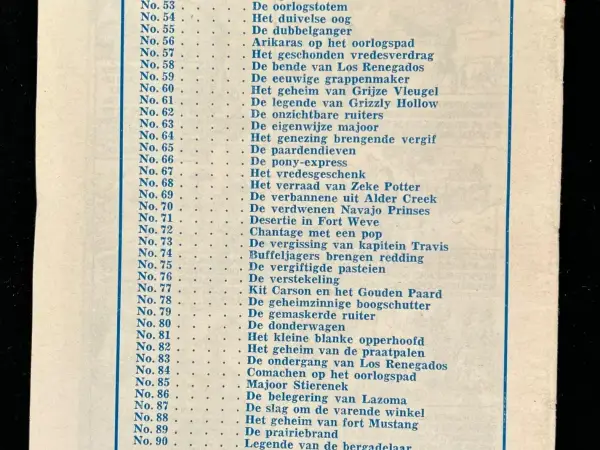 No. 53 . . . . . . De oorlogstotem
No. 54 . . . . . . Het duivelse oog
No. 55 . . . . . . De dubbelganger
No. 56 . . . . . . Arikaras op het oorlogspad
No. 57 . . . . . . Het geschonden vredesverdrag
No. 58 . . . . . . De bende van Los Renegados
No. 59 . . . . . . De eeuwige grappenmaker
No. 60 . . . . . . Het geheim van Grijze Vleugel
No. 61 . . . . . . De legende van Grizzly Hollow
No. 62 . . . . . . De onzichtbare ruiters
No. 63 . . . . . . De eigenwijze majoor
No. 64 . . . . . . Het genezing brengende vergif
No. 65 . . . . . . De paardendieven
No. 66 . . . . . . De pony-express
No. 67 . . . . . . Het vredesgeschenk
No. 68 . . . . . . Het verraad van Zeke Potter
No. 69 . . . . . . De verbannene uit Alder Creek
No. 70 . . . . . . De verdwenen Navajo Prinses
No. 71 . . . . . . Desertie in Fort Weve
No. 72 . . . . . . Chantage met een pop
No. 73 . . . . . . De vergissing van kapitein Travis
No. 74 . . . . . . Buffeljagers brengen redding
No. 75 . . . . . . De vergiftigde pasteien
No. 76 . . . . . . De versteke­ling
No. 77 . . . . . . Kit Carson en het Gouden Paard
No. 78 . . . . . . De geheimzinnige boogschutter
No. 79 . . . . . . De gemaskerde ruiter
No. 80 . . . . . . De donderwagen
No. 81 . . . . . . Het kleine blanke opperhoofd
No. 82 . . . . . . Het geheim van de praatpalen
No. 83 . . . . . . De ondergang van Los Renegados
No. 84 . . . . . . Comachen op het oorlogspad
No. 85 . . . . . . Majoor Stierenek
No. 86 . . . . . . De belegering van Lazoma
No. 87 . . . . . . De slag om de varende winkel
No. 88 . . . . . . Het geheim van fort Mustang
No. 89 . . . . . . De prairiebrand
No. 90 . . . . . . Legende van de bergadelaar